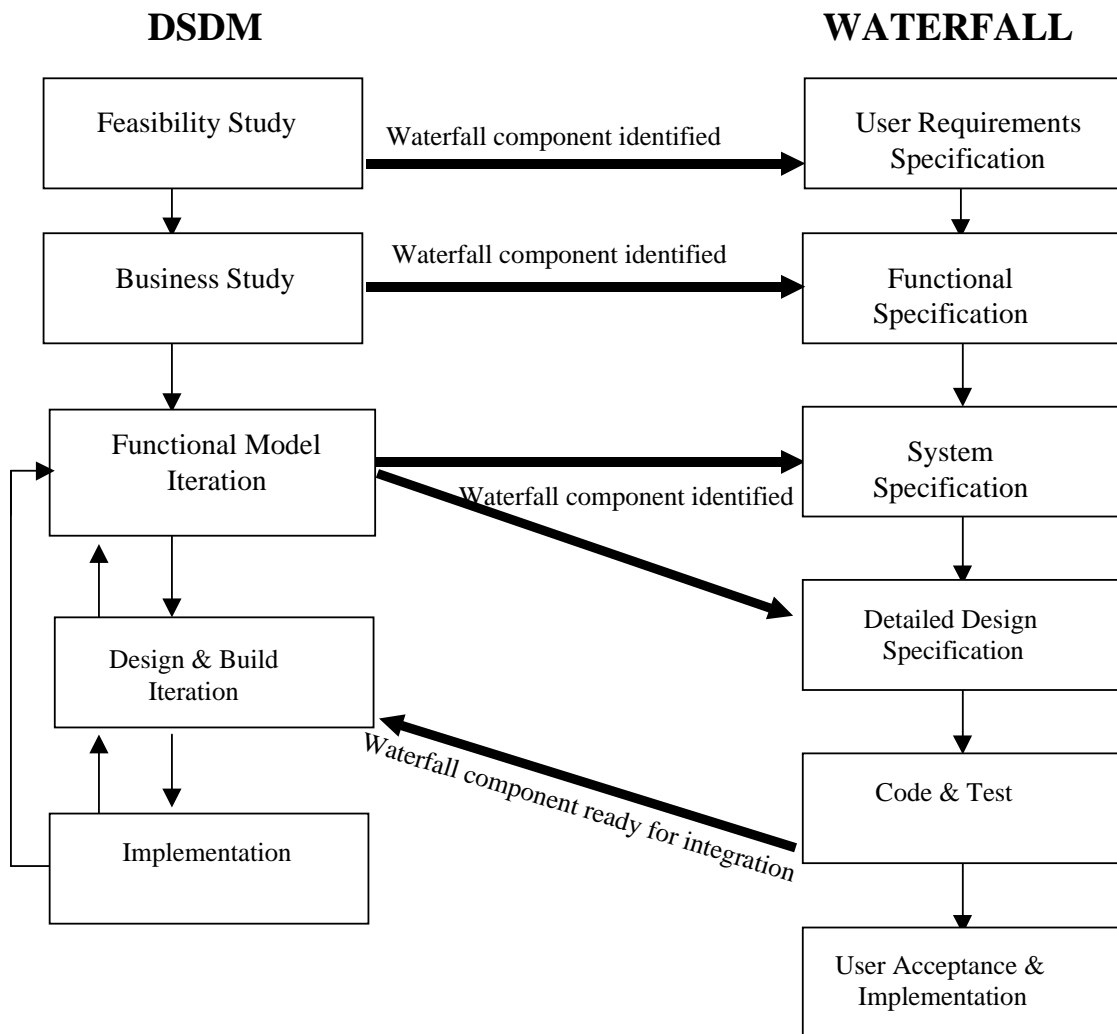 DSDM
WATERFALL
Feasibility Study
Waterfall component identified
User Requirements
Specification
Business Study
Waterfall component identified
Functional
Specification
Functional Model
Iteration
Waterfall component identified
System
Specification
Design & Build
Iteration
Detailed Design
Specification
Waterfall component ready for integration
Code & Test
Implementation
User Acceptance &
Implementation